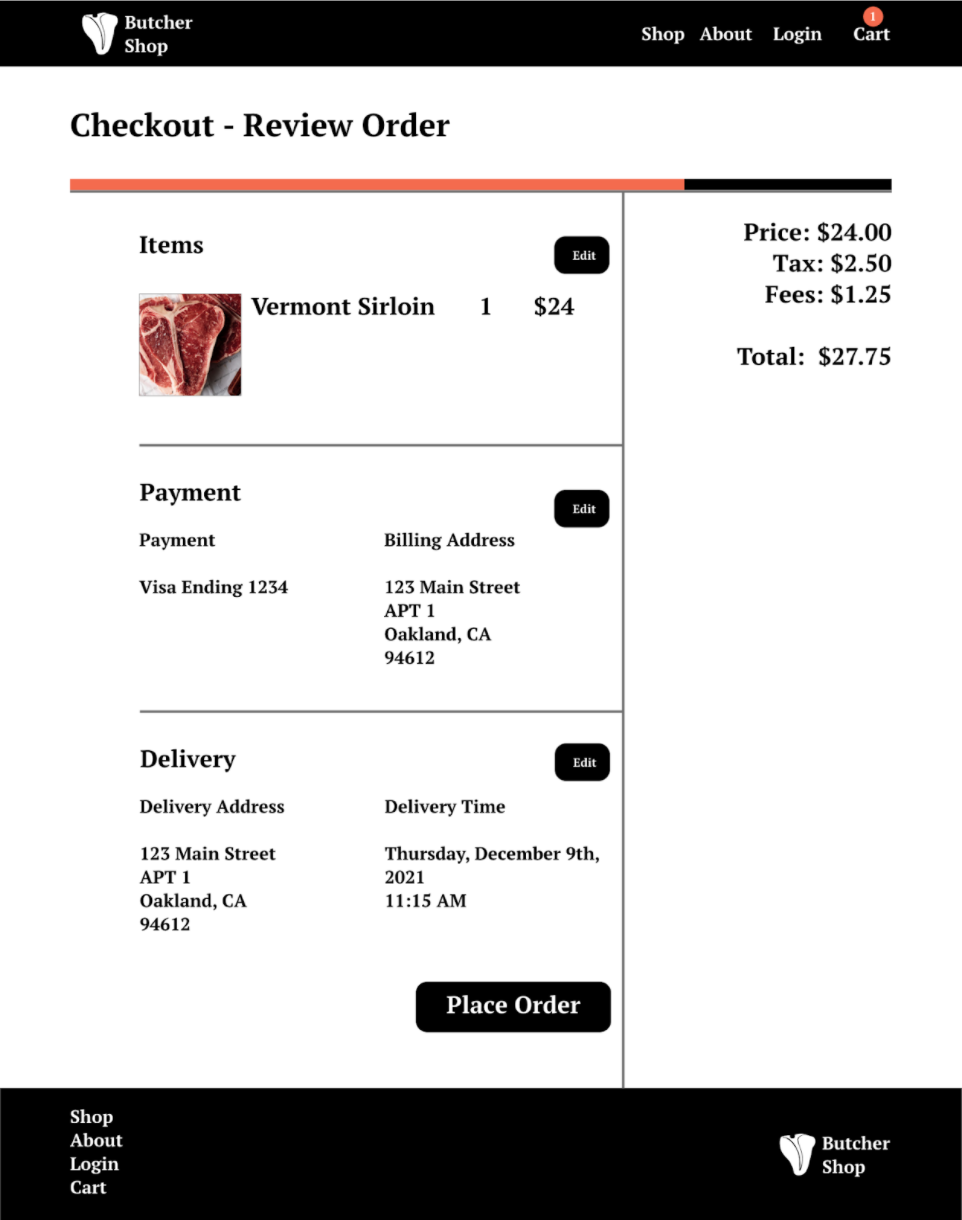 Butcher
Shop
Shop About Login Cart
1
Checkout - Review Order
Items
Edit
Vermont Sirloin 1 $24
Price: $24.00
Tax: $2.50
Fees: $1.25
Total: $27.75
Payment
Edit
Payment
Visa Ending 1234
Billing Address
123 Main Street
APT 1
Oakland, CA
94612
Delivery
Edit
Delivery Address
123 Main Street
APT 1
Oakland, CA
94612
Delivery Time
Thursday, December 9th,
2021
11:15 AM
Place Order
Shop
About
Login
Cart
Butcher
Shop